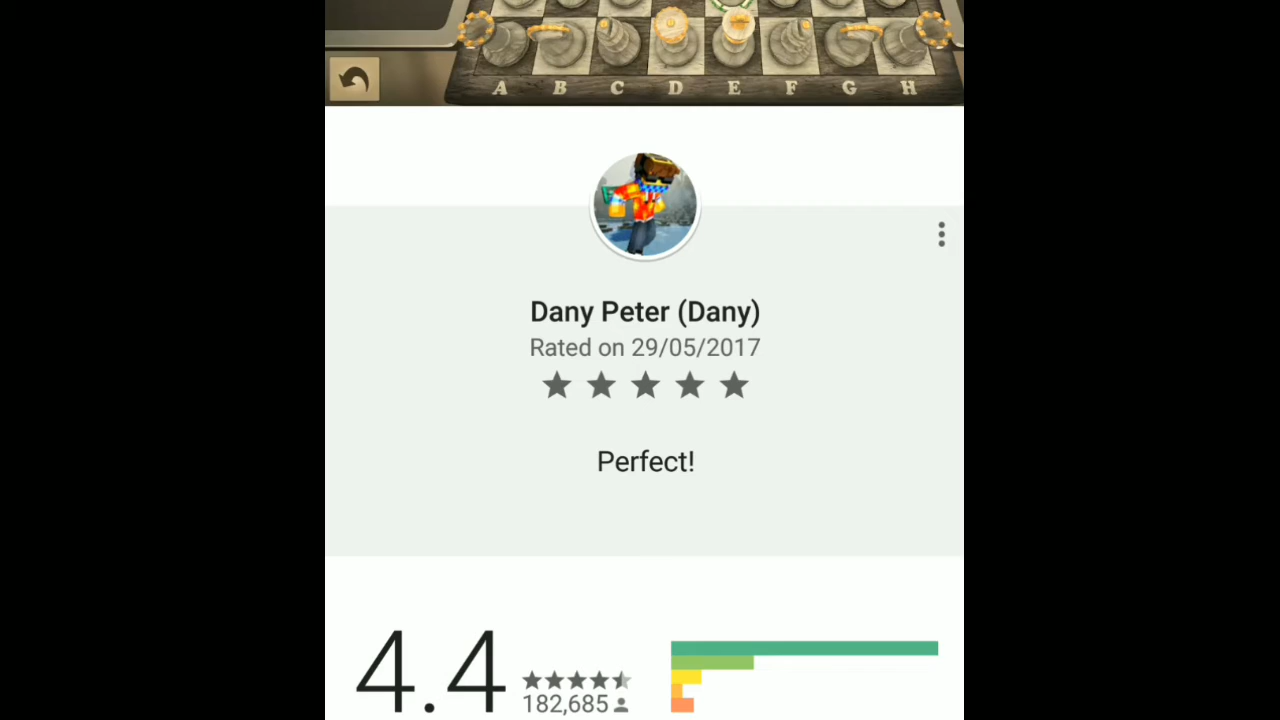 A B C D E F G H
Dany Peter (Dany)
Rated on 29/05/2017
Perfect!
4.4
182,685